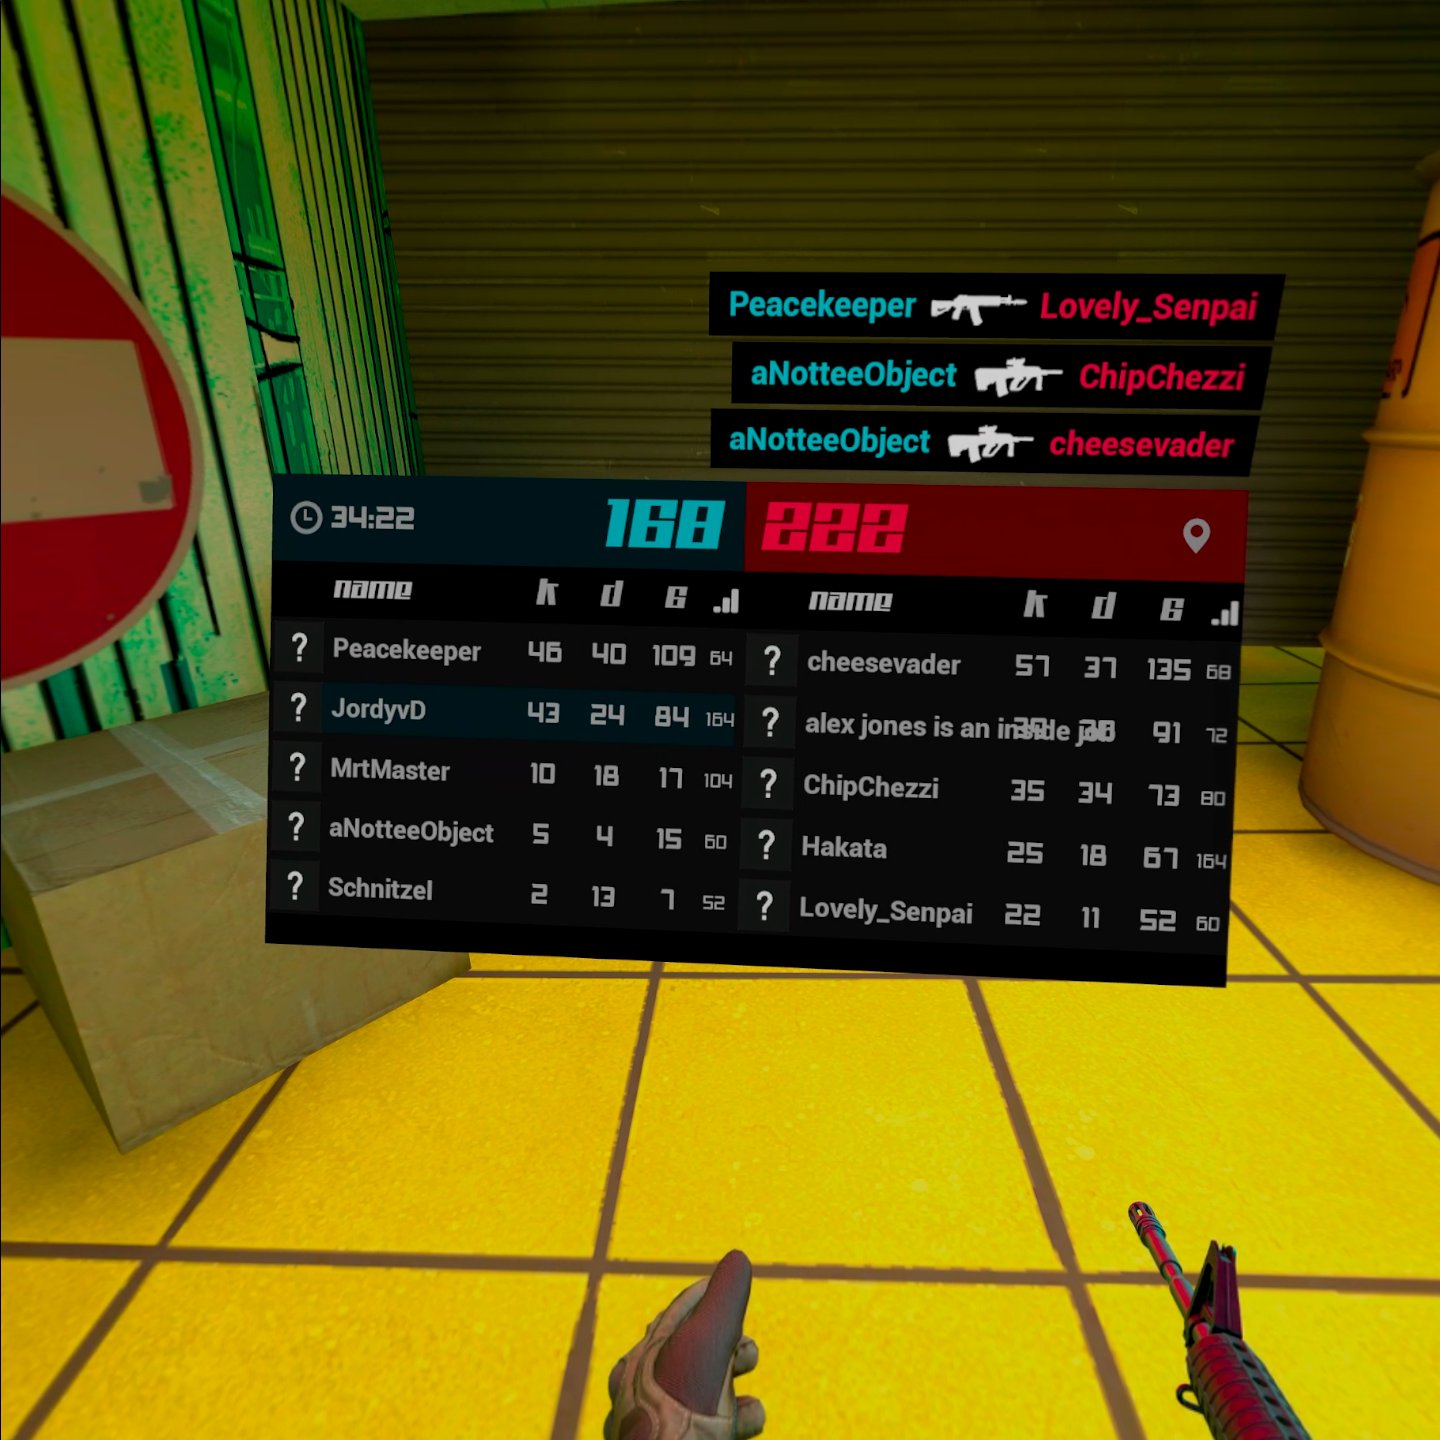 Peacekeeper Lovely_Senpai
aNotteeObject ChipChezzi
aNotteeObject cheesevader
34:22 168 222
name k d G name k d G
? Peacekeeper 46 40 109 64 ? cheesevader 57 37 135 68
? JordyvD 43 24 84 164 ? alex jones is an inside job 91 72
? MrtMaster 10 18 17 104 ? ChipChezzi 35 34 73 80
? aNotteeObject 5 4 15 60 ? Hakata 25 18 67 164
? Schnitzel 2 13 7 52 ? Lovely_Senpai 22 11 52 60